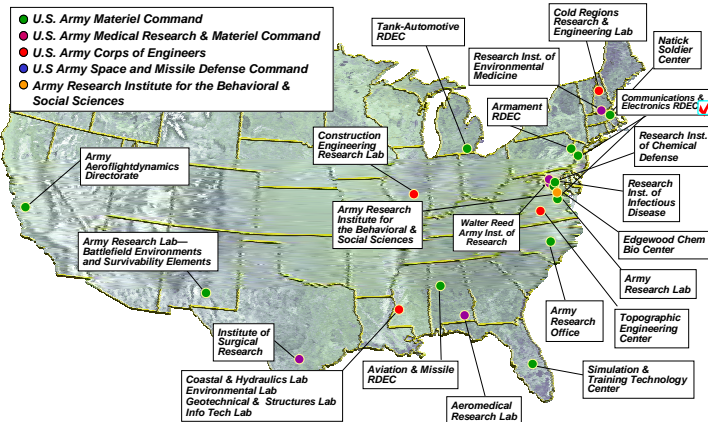 U.S. Army Materiel Command
U.S. Army Medical Research & Materiel Command
U.S. Army Corps of Engineers
U.S Army Space and Missile Defense Command
Army Research Institute for the Behavioral &
Social Sciences
Tank-Automotive
RDEC
Cold Regions
Research &
Engineering Lab
Natick
Soldier
Center
Research Inst. of
Environmental
Medicine
Communications &
Electronics RDEC
Armament
RDEC
Construction
Engineering
Research Lab
Research Inst.
of Chemical
Defense
Army
Aeroflightdynamics
Directorate
Research
Inst. of
Infectious
Disease
Army Research Institute
for the Behavioral &
Social Sciences
Walter Reed
Army Inst. of
Research
Army Research Lab—
Battlefield Environments
and Survivability Elements
Edgewood Chem
Bio Center
Army
Research Lab
Army
Research
Office
Topographic
Engineering
Center
Institute of
Surgical
Research
Coastal & Hydraulics Lab
Environmental Lab
Geotechnical & Structures Lab
Info Tech Lab
Aviation & Missile
RDEC
Simulation &
Training Technology
Center
Aeromedical
Research Lab